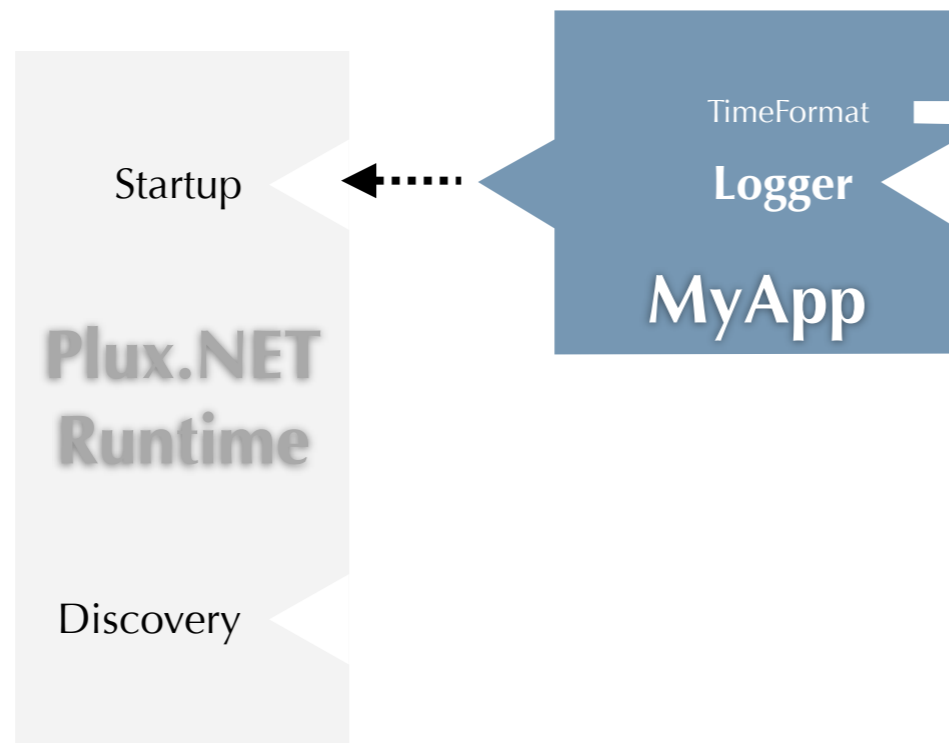 Startup
Plux.NET
Runtime
Discovery
TimeFormat
Logger
MyApp